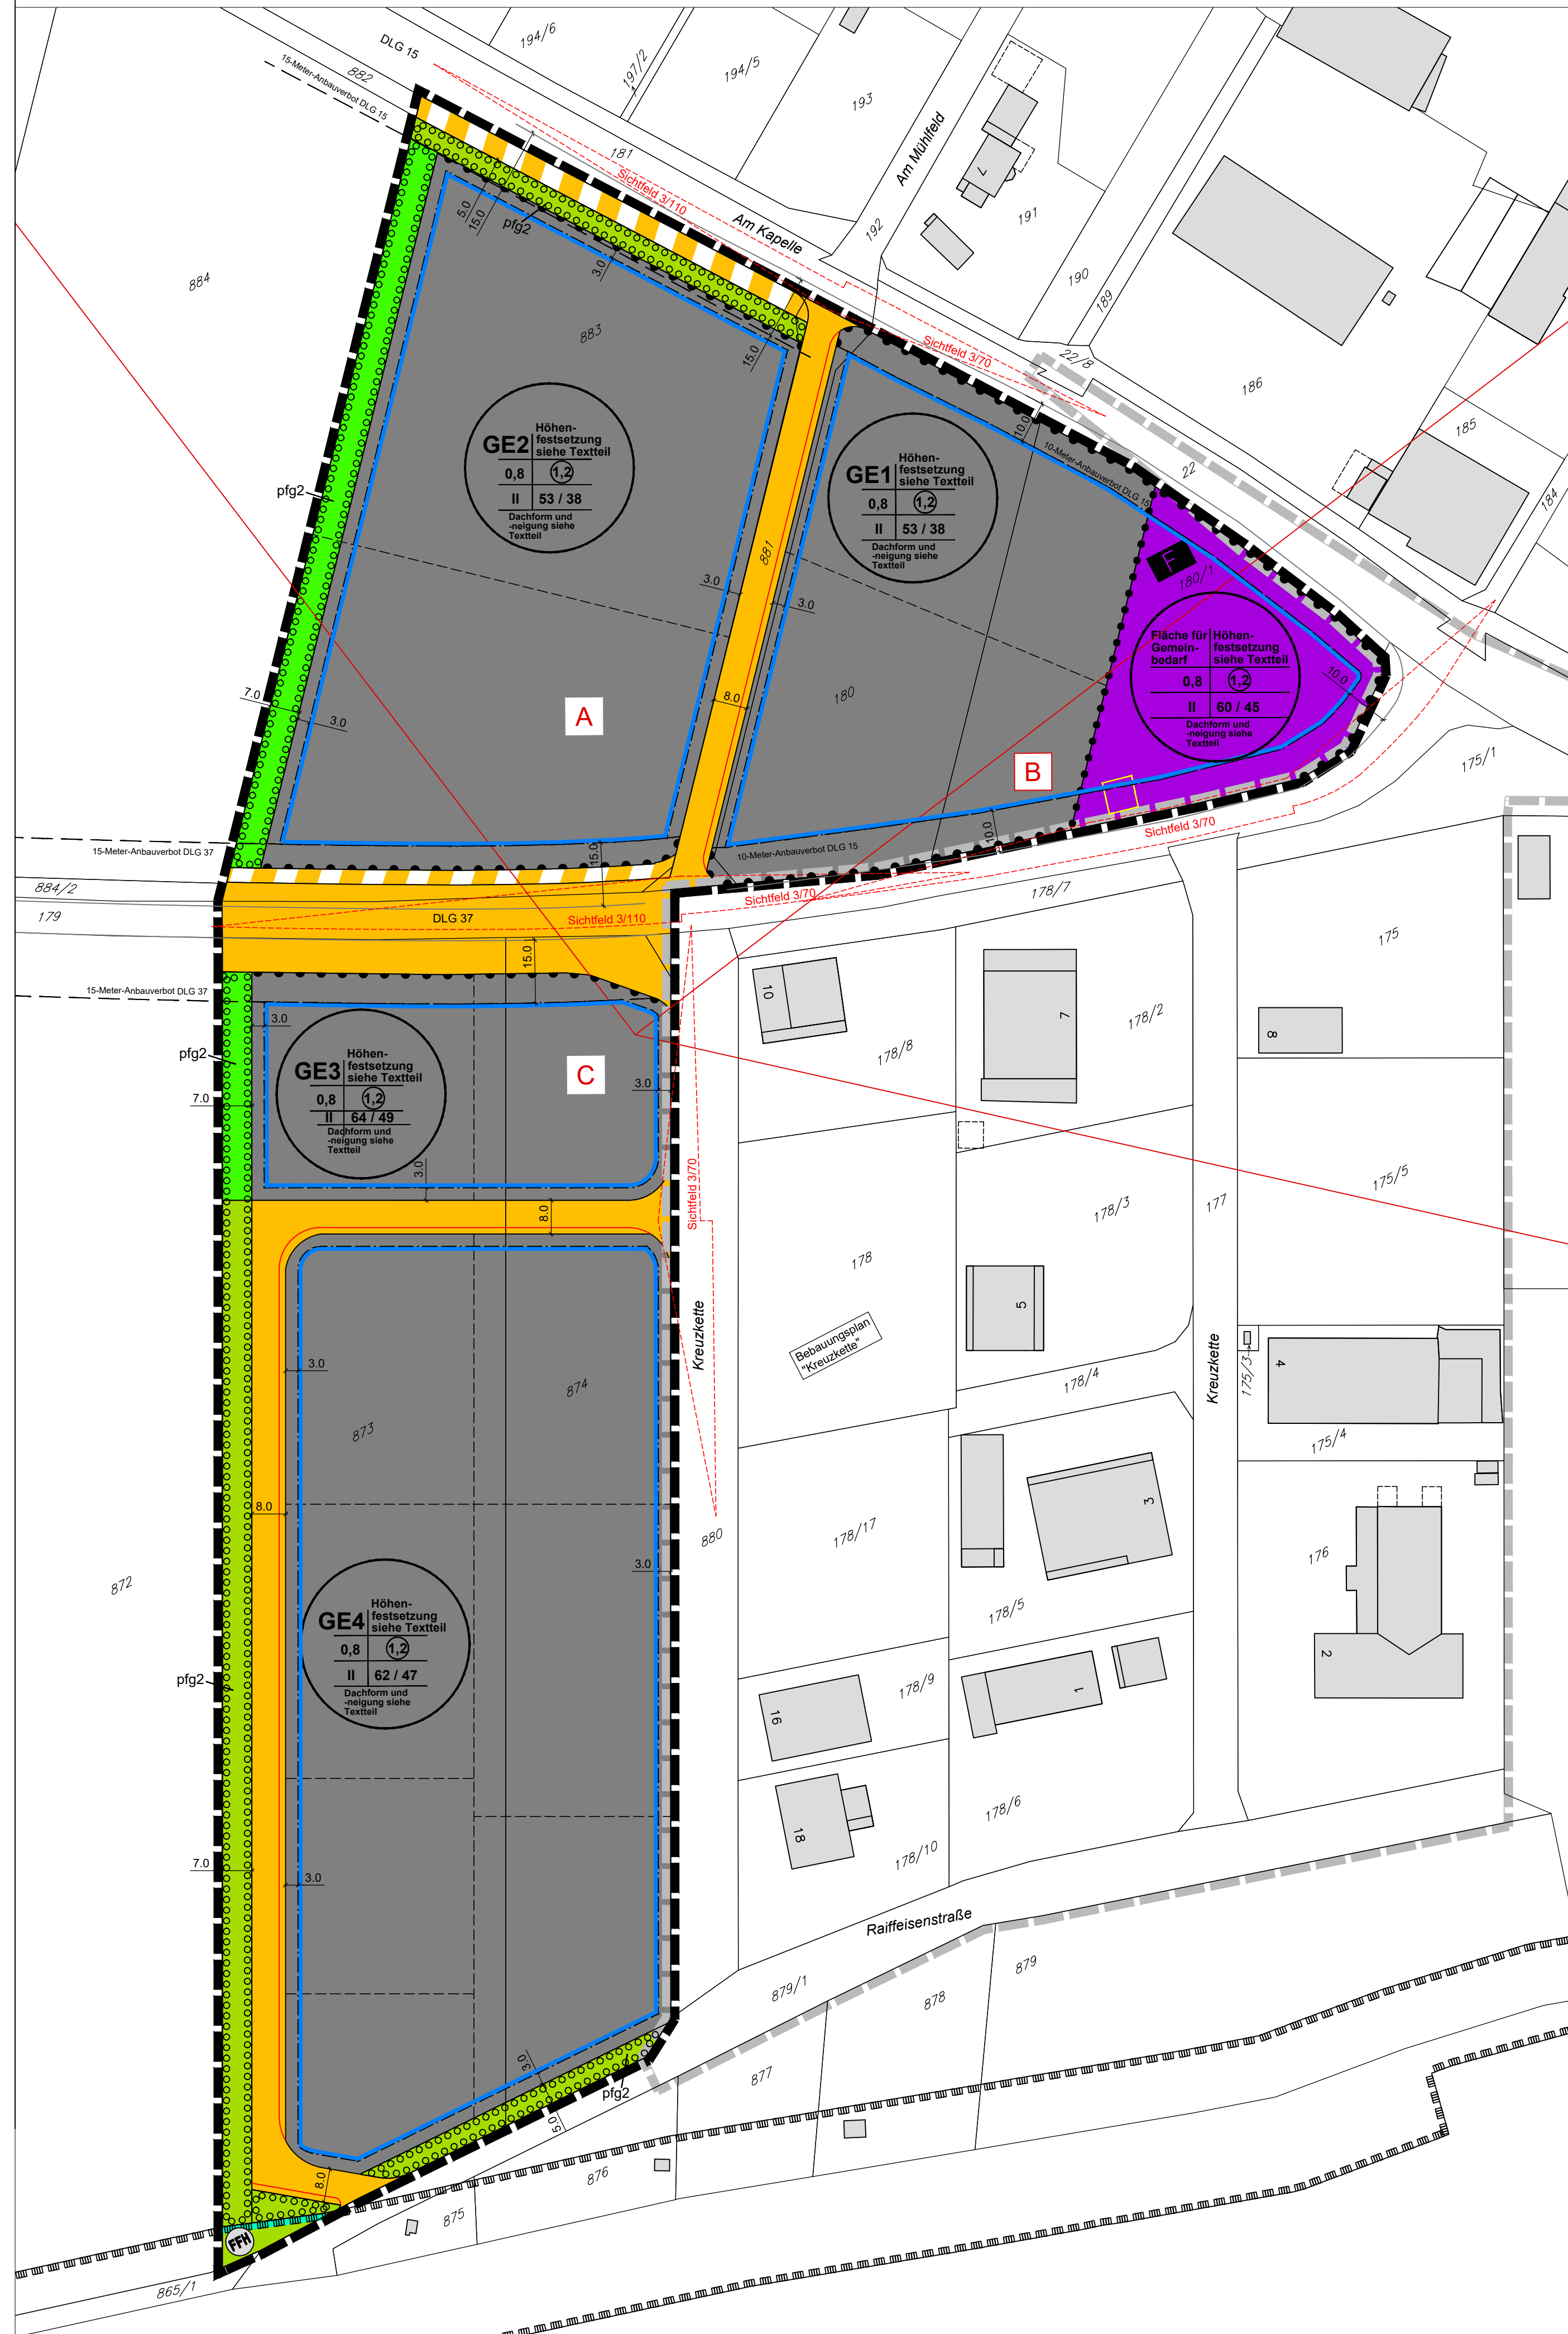 DLG 15
882
15-Meter-Anbauverbot DLG 15
194/6
197/2
194/5
193
181
Sichtfeld 3/110
Am Kapelle
Am Mühlfeld
192
7
191
190
189
22/8
186
185
184
22
5.0
15.0
pfg2
3.0
15.0
884
883
Sichtfeld 3/70
10.0
10-Meter-Anbauverbot DLG 15
GE2
Höhen-
festsetzung
siehe Textteil
0,8
1,2
II
53 / 38
Dachform und
-neigung siehe
Textteil
GE1
Höhen-
festsetzung
siehe Textteil
0,8
1,2
II
53 / 38
Dachform und
-neigung siehe
Textteil
pfg2
881
3.0
3.0
F
180/1
Fläche für
Gemein-
bedarf
Höhen-
festsetzung
siehe Textteil
0,8
1,2
II
60 / 45
Dachform und
-neigung siehe
Textteil
10.0
7.0
3.0
8.0
180
A
B
175/1
15-Meter-Anbauverbot DLG 37
15.0
10-Meter-Anbauverbot DLG 15
10.0
Sichtfeld 3/70
884/2
179
DLG 37
Sichtfeld 3/110
Sichtfeld 3/70
178/7
15.0
15-Meter-Anbauverbot DLG 37
175
10
7
178/2
8
178/8
3.0
pfg2
7.0
GE3
Höhen-
festsetzung
siehe Textteil
0,8
1,2
II
64 / 49
Dachform und
-neigung siehe
Textteil
C
3.0
3.0
8.0
Sichtfeld 3/70
178/3
177
175/5
178
5
Bebauungsplan
"Kreuzkette"
Kreuzkette
Kreuzkette
175/3
4
178/4
175/4
3.0
873
874
8.0
880
178/17
3
176
3.0
178/5
2
GE4
Höhen-
festsetzung
siehe Textteil
0,8
1,2
II
62 / 47
Dachform und
-neigung siehe
Textteil
872
pfg2
178/9
16
1
18
178/6
178/10
7.0
3.0
Raiffeisenstraße
879/1
878
879
877
3.0
pfg2
5.0
876
875
8.0
FFH
865/1